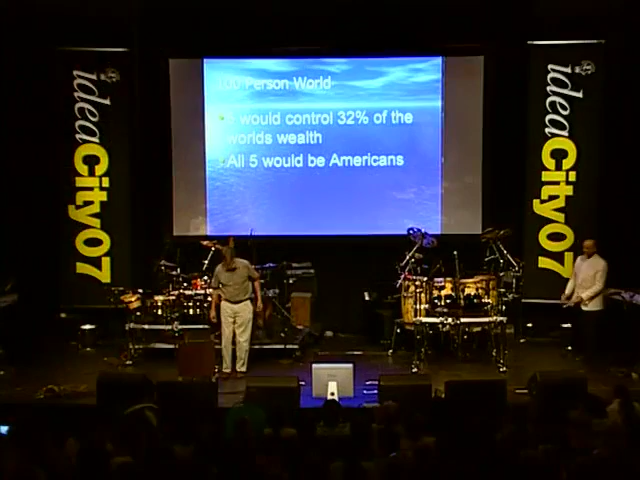 Person World
would control 32% of the
worlds wealth
All 5 would be Americans
ideaCity07
ideaCity07